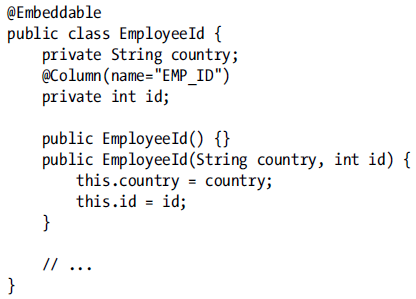 @Embeddable
public class EmployeeId {
    private String country;
    @Column(name="EMP_ID")
    private int id;

    public EmployeeId() {}
    public EmployeeId(String country, int id) {
        this.country = country;
        this.id = id;
    }

    // ...
}